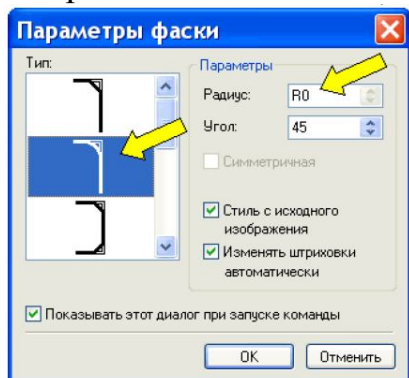 Параметры фаски
Тип:
Параметры
Радиус:
R0
Угол:
45
Симметричная
Стиль с исходного
изображения
Изменять штриховки
автоматически
Показывать этот диалог при запуске команды
OK
Отменить